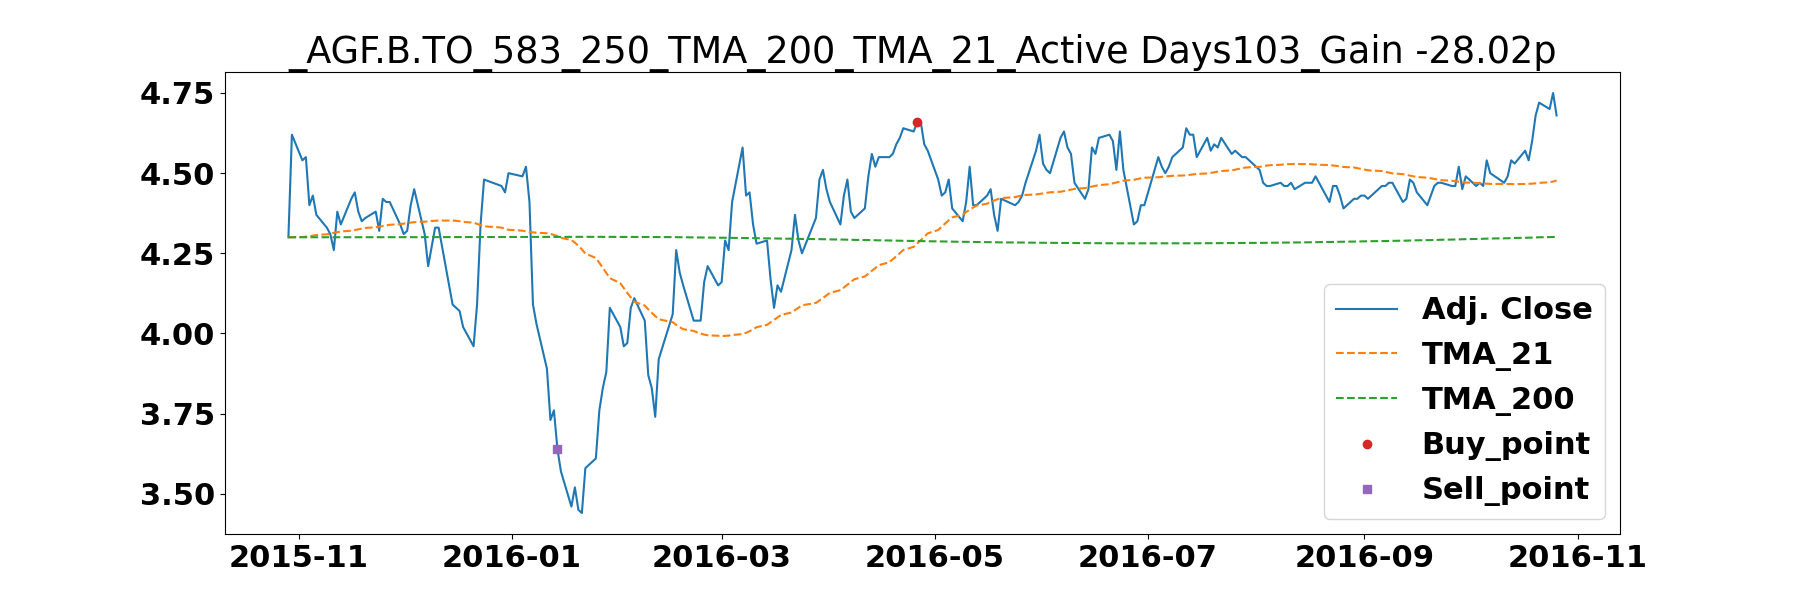 _AGF.B.TO_583_250_TMA_200_TMA_21_Active Days103_Gain -28.02p
4.75
4.50
4.25
4.00
3.75
3.50
Adj. Close
TMA_21
TMA_200
Buy_point
Sell_point
2015-11 2016-01 2016-03 2016-05 2016-07 2016-09 2016-11